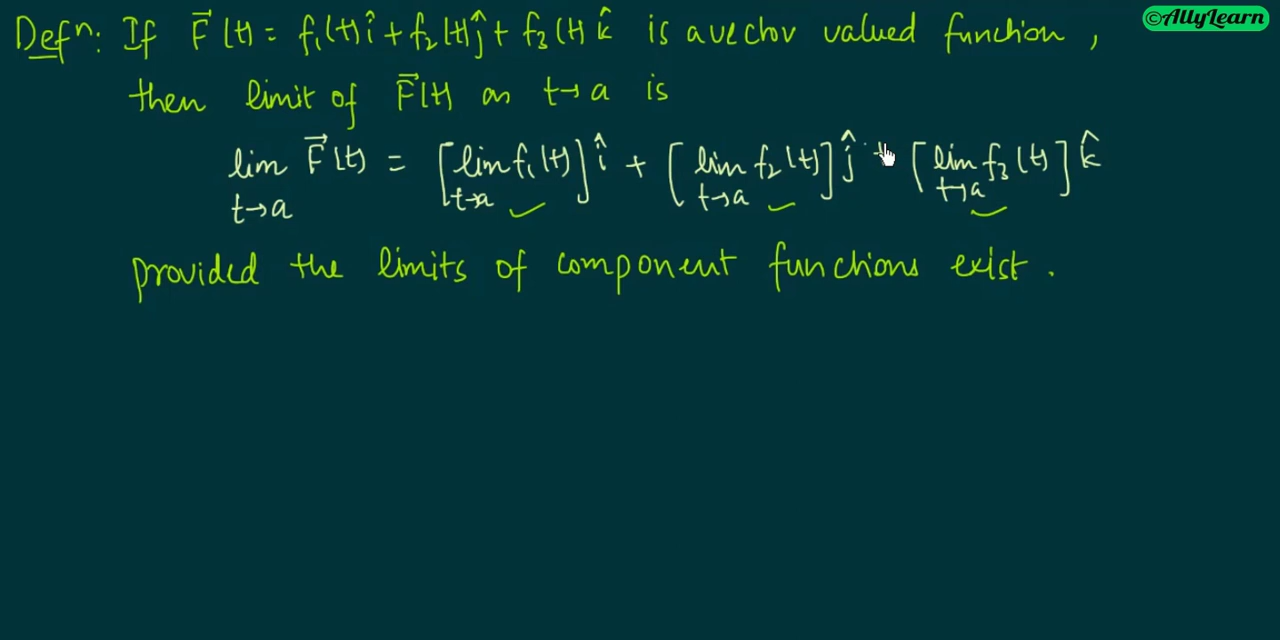 ©AllyLearn
Defⁿ: If F⃗(t) = f₁(t)î + f₂(t)ĵ + f₃(t)k̂ is a vector valued function,
then limit of F⃗(t) as t→a is
lim F⃗(t) = [lim f₁(t)]î + [lim f₂(t)]ĵ + [lim f₃(t)]k̂
t→a t→a t→a t→a
provided the limits of component functions exist.